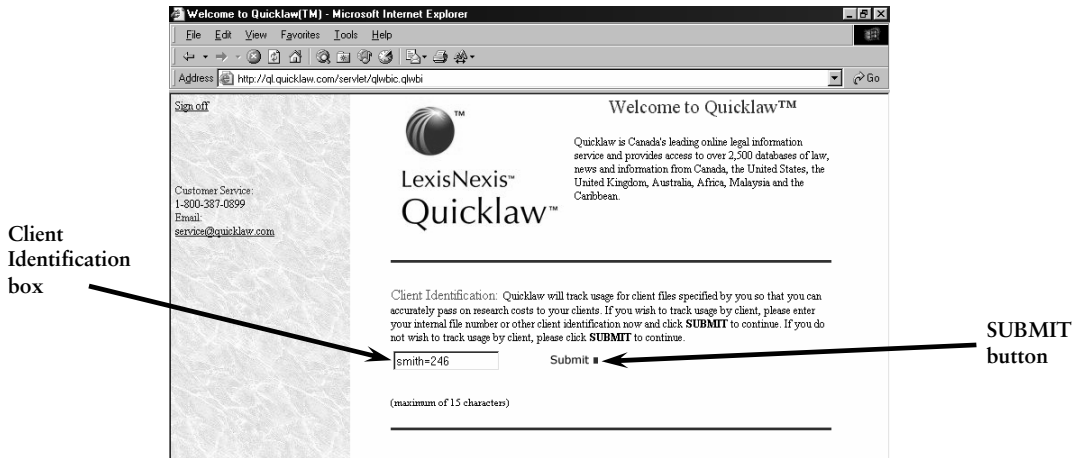 Welcome to Quicklaw(TM) - Microsoft Internet Explorer
File Edit View Favorites Tools Help
Address http://ql.quicklaw.com/servlet/qlwbic.qlwbi Go
Sign off
Customer Service:
1-800-387-0899
Email:
service@quicklaw.com
TM
LexisNexis™
Quicklaw™
Welcome to Quicklaw™
Quicklaw is Canada's leading online legal information
service and provides access to over 2,500 databases of law,
news and information from Canada, the United States, the
United Kingdom, Australia, Africa, Malaysia and the
Caribbean.
Client
Identification
box
Client Identification: Quicklaw will track usage for client files specified by you so that you can
accurately pass on research costs to your clients. If you wish to track usage by client, please enter
your internal file number or other client identification now and click SUBMIT to continue. If you do
not wish to track usage by client, please click SUBMIT to continue.
smith=246 Submit
(maximum of 15 characters)
SUBMIT
button